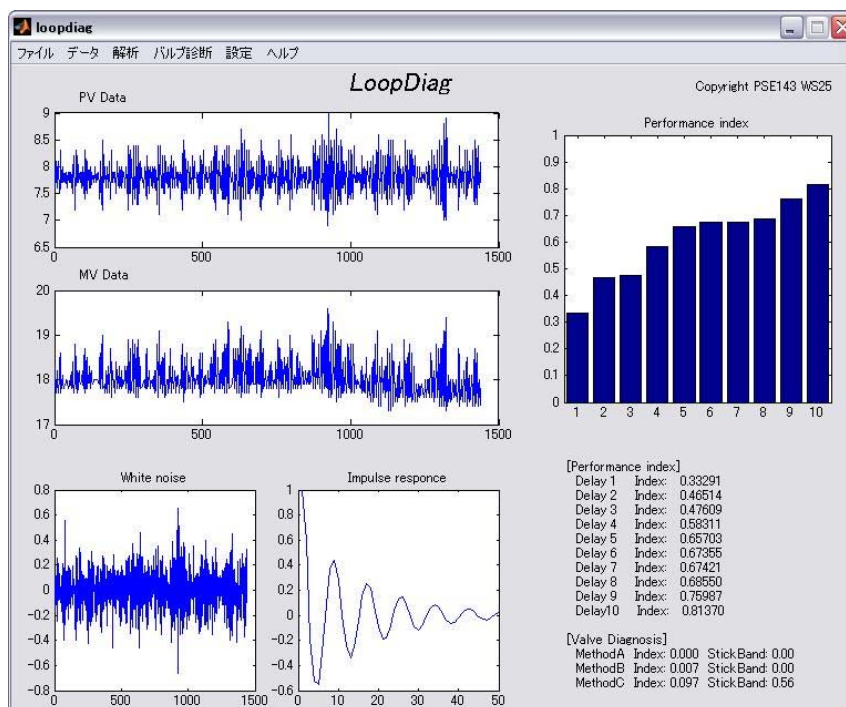 loopdiag
ファイル データ 解析 バルブ診断 設定 ヘルプ
LoopDiag
Copyright PSE143 WS25
PV Data
9
8.5
8
7.5
7
6.5
0 500 1000 1500
MV Data
20
19
18
17
0 500 1000 1500
Performance index
1
0.9
0.8
0.7
0.6
0.5
0.4
0.3
0.2
0.1
0
1 2 3 4 5 6 7 8 9 10
White noise
0.8
0.6
0.4
0.2
0
-0.2
-0.4
-0.6
-0.8
0 500 1000 1500
Impulse responce
1
0.8
0.6
0.4
0.2
0
-0.2
-0.4
-0.6
0 10 20 30 40 50
[Performance index]
Delay 1 Index: 0.33291
Delay 2 Index: 0.46514
Delay 3 Index: 0.47609
Delay 4 Index: 0.58311
Delay 5 Index: 0.65703
Delay 6 Index: 0.67355
Delay 7 Index: 0.67421
Delay 8 Index: 0.68550
Delay 9 Index: 0.75987
Delay10 Index: 0.81370
[Valve Diagnosis]
MethodA Index: 0.000 StickBand: 0.00
MethodB Index: 0.007 StickBand: 0.00
MethodC Index: 0.097 StickBand: 0.56